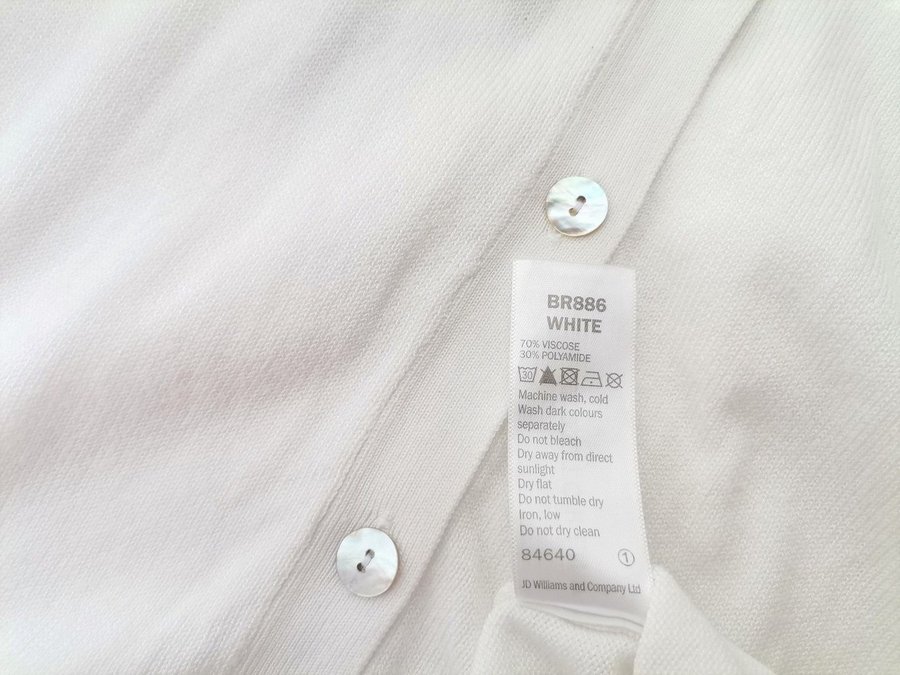 BR886
WHITE
70% VISCOSE
30% POLYAMIDE
30
Machine wash, cold
Wash dark colours
separately
Do not bleach
Dry away from direct
sunlight
Dry flat
Do not tumble dry
Iron, low
Do not dry clean
84640 1
JD Williams and Company Ltd